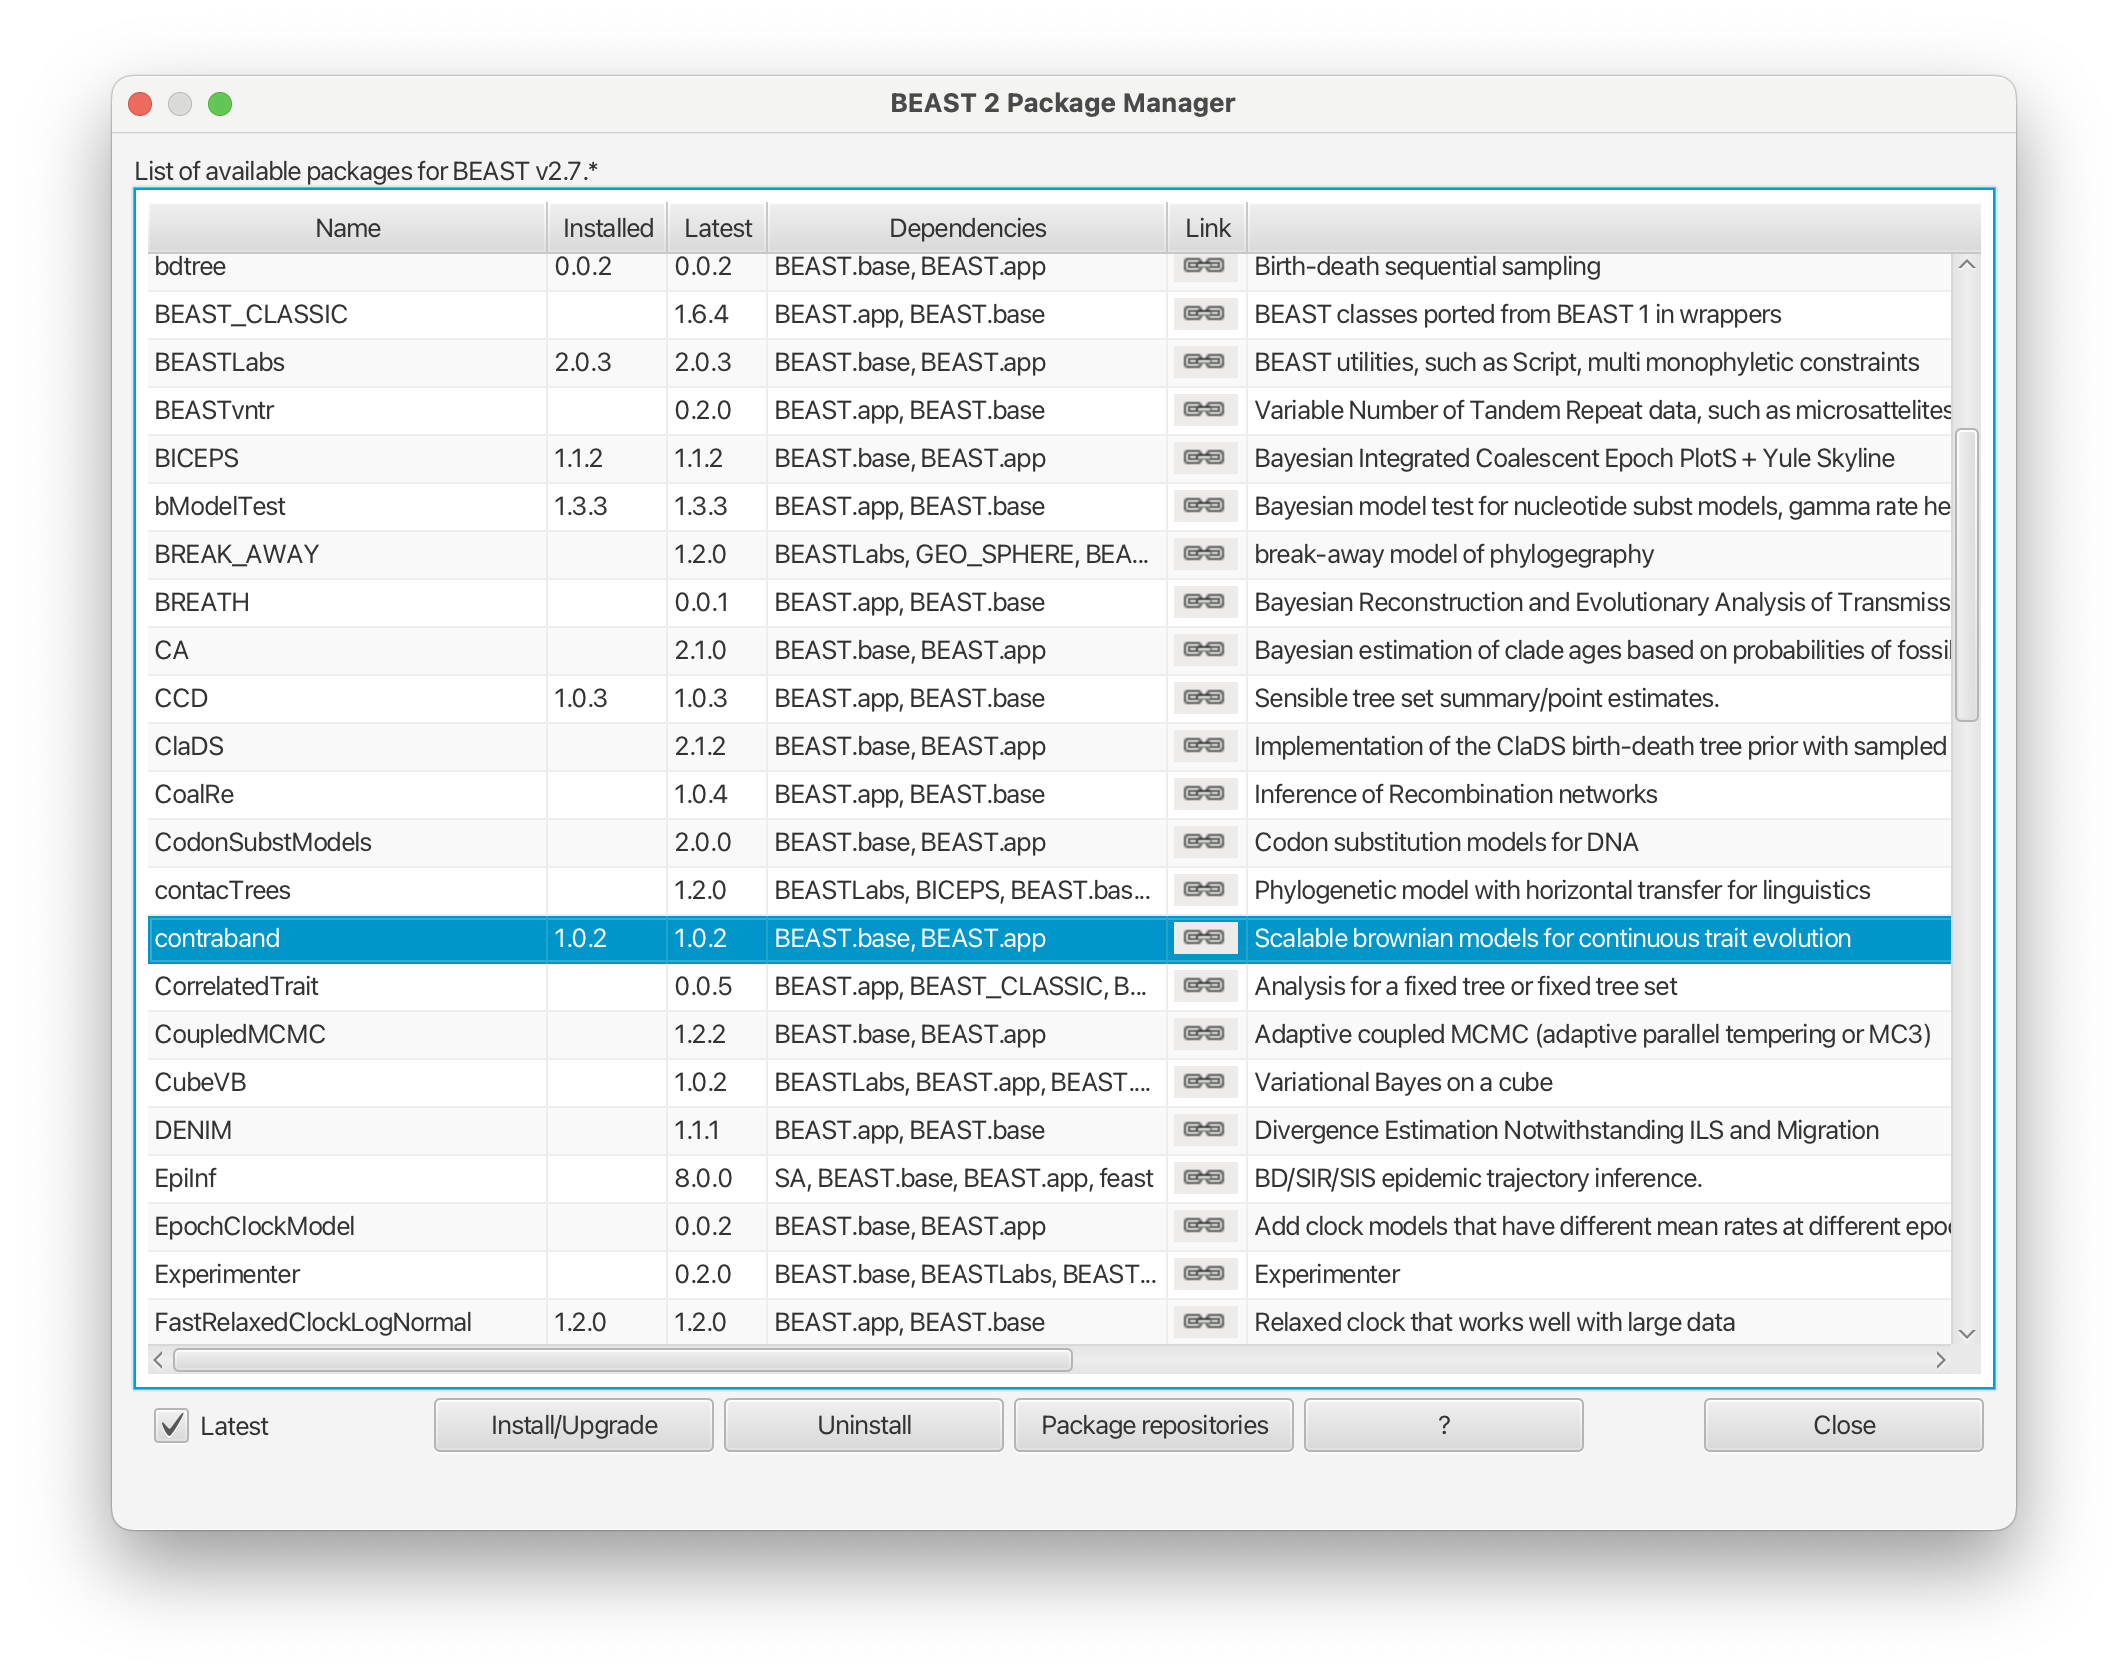 BEAST 2 Package Manager
List of available packages for BEAST v2.7.*
Name Installed Latest Dependencies Link
bdtree 0.0.2 0.0.2 BEAST.base, BEAST.app Birth-death sequential sampling
BEAST_CLASSIC 1.6.4 BEAST.app, BEAST.base BEAST classes ported from BEAST 1 in wrappers
BEASTLabs 2.0.3 2.0.3 BEAST.base, BEAST.app BEAST utilities, such as Script, multi monophyletic constraints
BEASTvntr 0.2.0 BEAST.app, BEAST.base Variable Number of Tandem Repeat data, such as microsattelites
BICEPS 1.1.2 1.1.2 BEAST.base, BEAST.app Bayesian Integrated Coalescent Epoch PlotS + Yule Skyline
bModelTest 1.3.3 1.3.3 BEAST.app, BEAST.base Bayesian model test for nucleotide subst models, gamma rate he
BREAK_AWAY 1.2.0 BEASTLabs, GEO_SPHERE, BEA... break-away model of phylogegraphy
BREATH 0.0.1 BEAST.app, BEAST.base Bayesian Reconstruction and Evolutionary Analysis of Transmiss
CA 2.1.0 BEAST.base, BEAST.app Bayesian estimation of clade ages based on probabilities of fossil
CCD 1.0.3 1.0.3 BEAST.app, BEAST.base Sensible tree set summary/point estimates.
ClaDS 2.1.2 BEAST.base, BEAST.app Implementation of the ClaDS birth-death tree prior with sampled
CoalRe 1.0.4 BEAST.app, BEAST.base Inference of Recombination networks
CodonSubstModels 2.0.0 BEAST.base, BEAST.app Codon substitution models for DNA
contacTrees 1.2.0 BEASTLabs, BICEPS, BEAST.bas... Phylogenetic model with horizontal transfer for linguistics
contraband 1.0.2 1.0.2 BEAST.base, BEAST.app Scalable brownian models for continuous trait evolution
CorrelatedTrait 0.0.5 BEAST.app, BEAST_CLASSIC, B... Analysis for a fixed tree or fixed tree set
CoupledMCMC 1.2.2 BEAST.base, BEAST.app Adaptive coupled MCMC (adaptive parallel tempering or MC3)
CubeVB 1.0.2 BEASTLabs, BEAST.app, BEAST.... Variational Bayes on a cube
DENIM 1.1.1 BEAST.app, BEAST.base Divergence Estimation Notwithstanding ILS and Migration
EpiInf 8.0.0 SA, BEAST.base, BEAST.app, feast BD/SIR/SIS epidemic trajectory inference.
EpochClockModel 0.0.2 BEAST.base, BEAST.app Add clock models that have different mean rates at different epoc
Experimenter 0.2.0 BEAST.base, BEASTLabs, BEAST... Experimenter
FastRelaxedClockLogNormal 1.2.0 1.2.0 BEAST.app, BEAST.base Relaxed clock that works well with large data
Latest Install/Upgrade Uninstall Package repositories ? Close